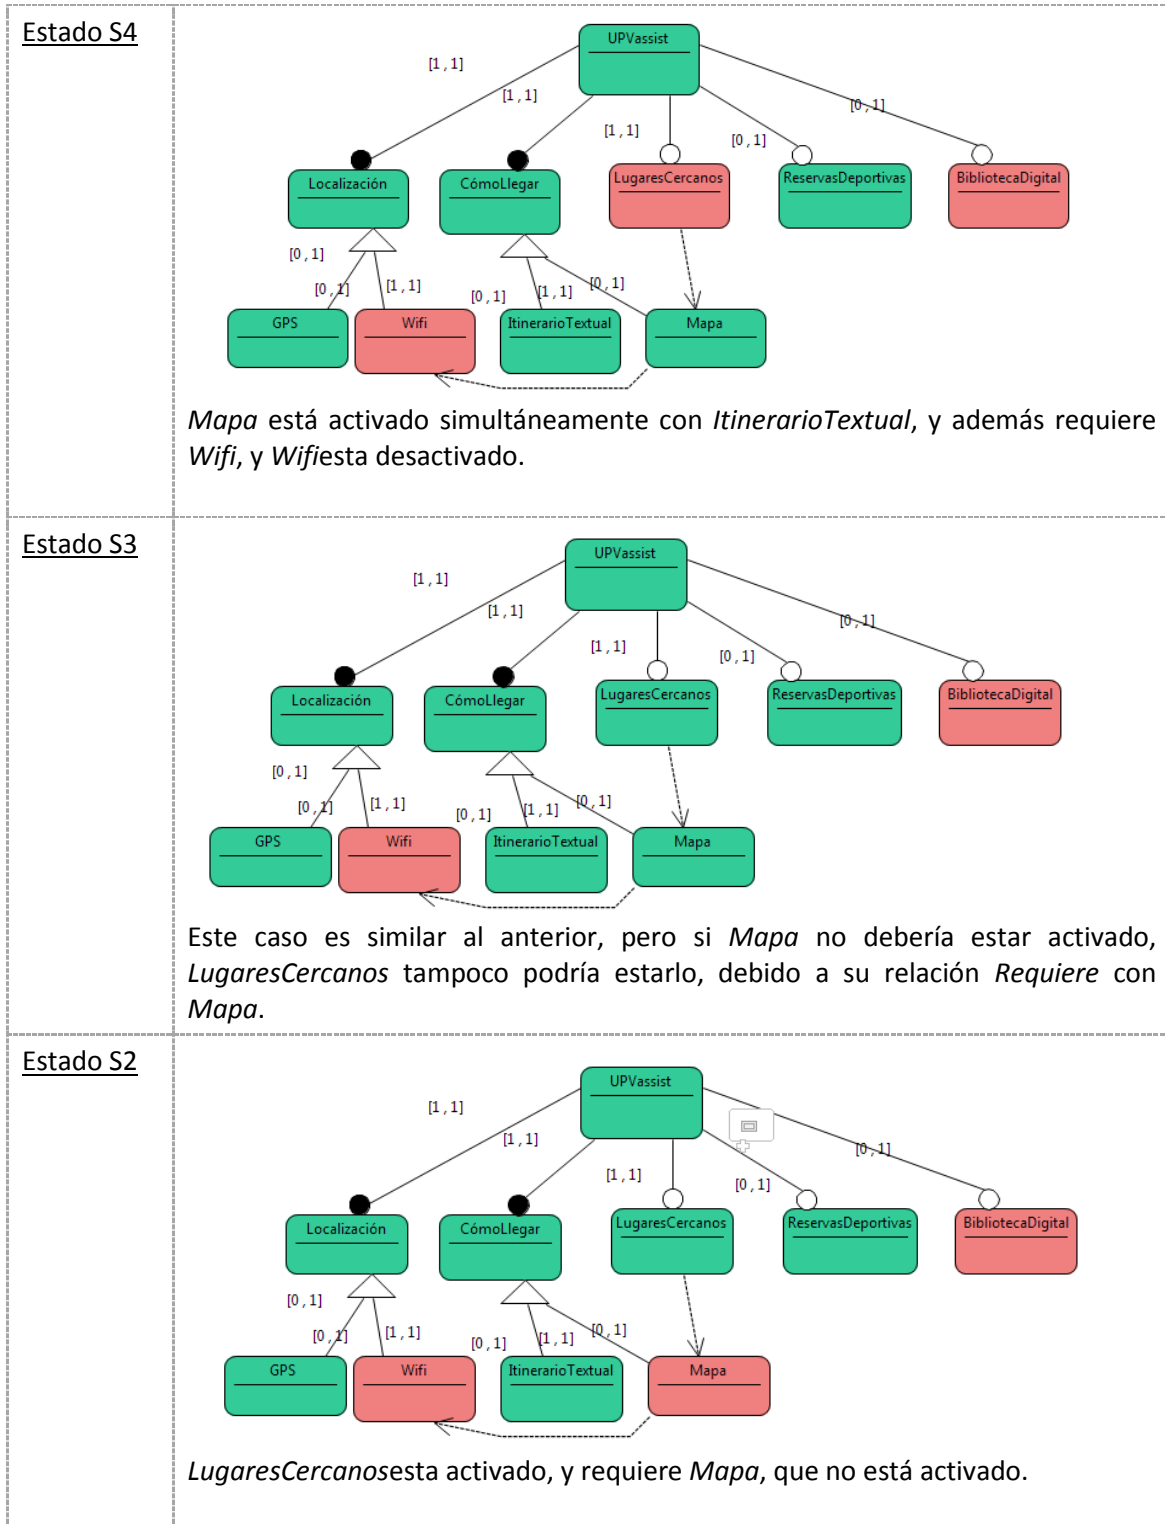 Estado S4
UPVassist
[1 , 1]
[1 , 1]
[0 , 1]
[1 , 1]
[0 , 1]
Localización
CómoLlegar
LugaresCercanos
ReservasDeportivas
BibliotecaDigital
[0 , 1]
[0 , 1]
[1 , 1]
[0 , 1]
[1 , 1]
[0 , 1]
GPS
Wifi
ItinerarioTextual
Mapa
Mapa está activado simultáneamente con ItinerarioTextual, y además requiere
Wifi, y Wifiesta desactivado.
Estado S3
UPVassist
[1 , 1]
[1 , 1]
[0 , 1]
[1 , 1]
[0 , 1]
Localización
CómoLlegar
LugaresCercanos
ReservasDeportivas
BibliotecaDigital
[0 , 1]
[0 , 1]
[1 , 1]
[0 , 1]
[1 , 1]
[0 , 1]
GPS
Wifi
ItinerarioTextual
Mapa
Este caso es similar al anterior, pero si Mapa no debería estar activado,
LugaresCercanos tampoco podría estarlo, debido a su relación Requiere con
Mapa.
Estado S2
UPVassist
[1 , 1]
[1 , 1]
[0 , 1]
[1 , 1]
[0 , 1]
Localización
CómoLlegar
LugaresCercanos
ReservasDeportivas
BibliotecaDigital
[0 , 1]
[0 , 1]
[1 , 1]
[0 , 1]
[1 , 1]
[0 , 1]
GPS
Wifi
ItinerarioTextual
Mapa
LugaresCercanosesta activado, y requiere Mapa, que no está activado.